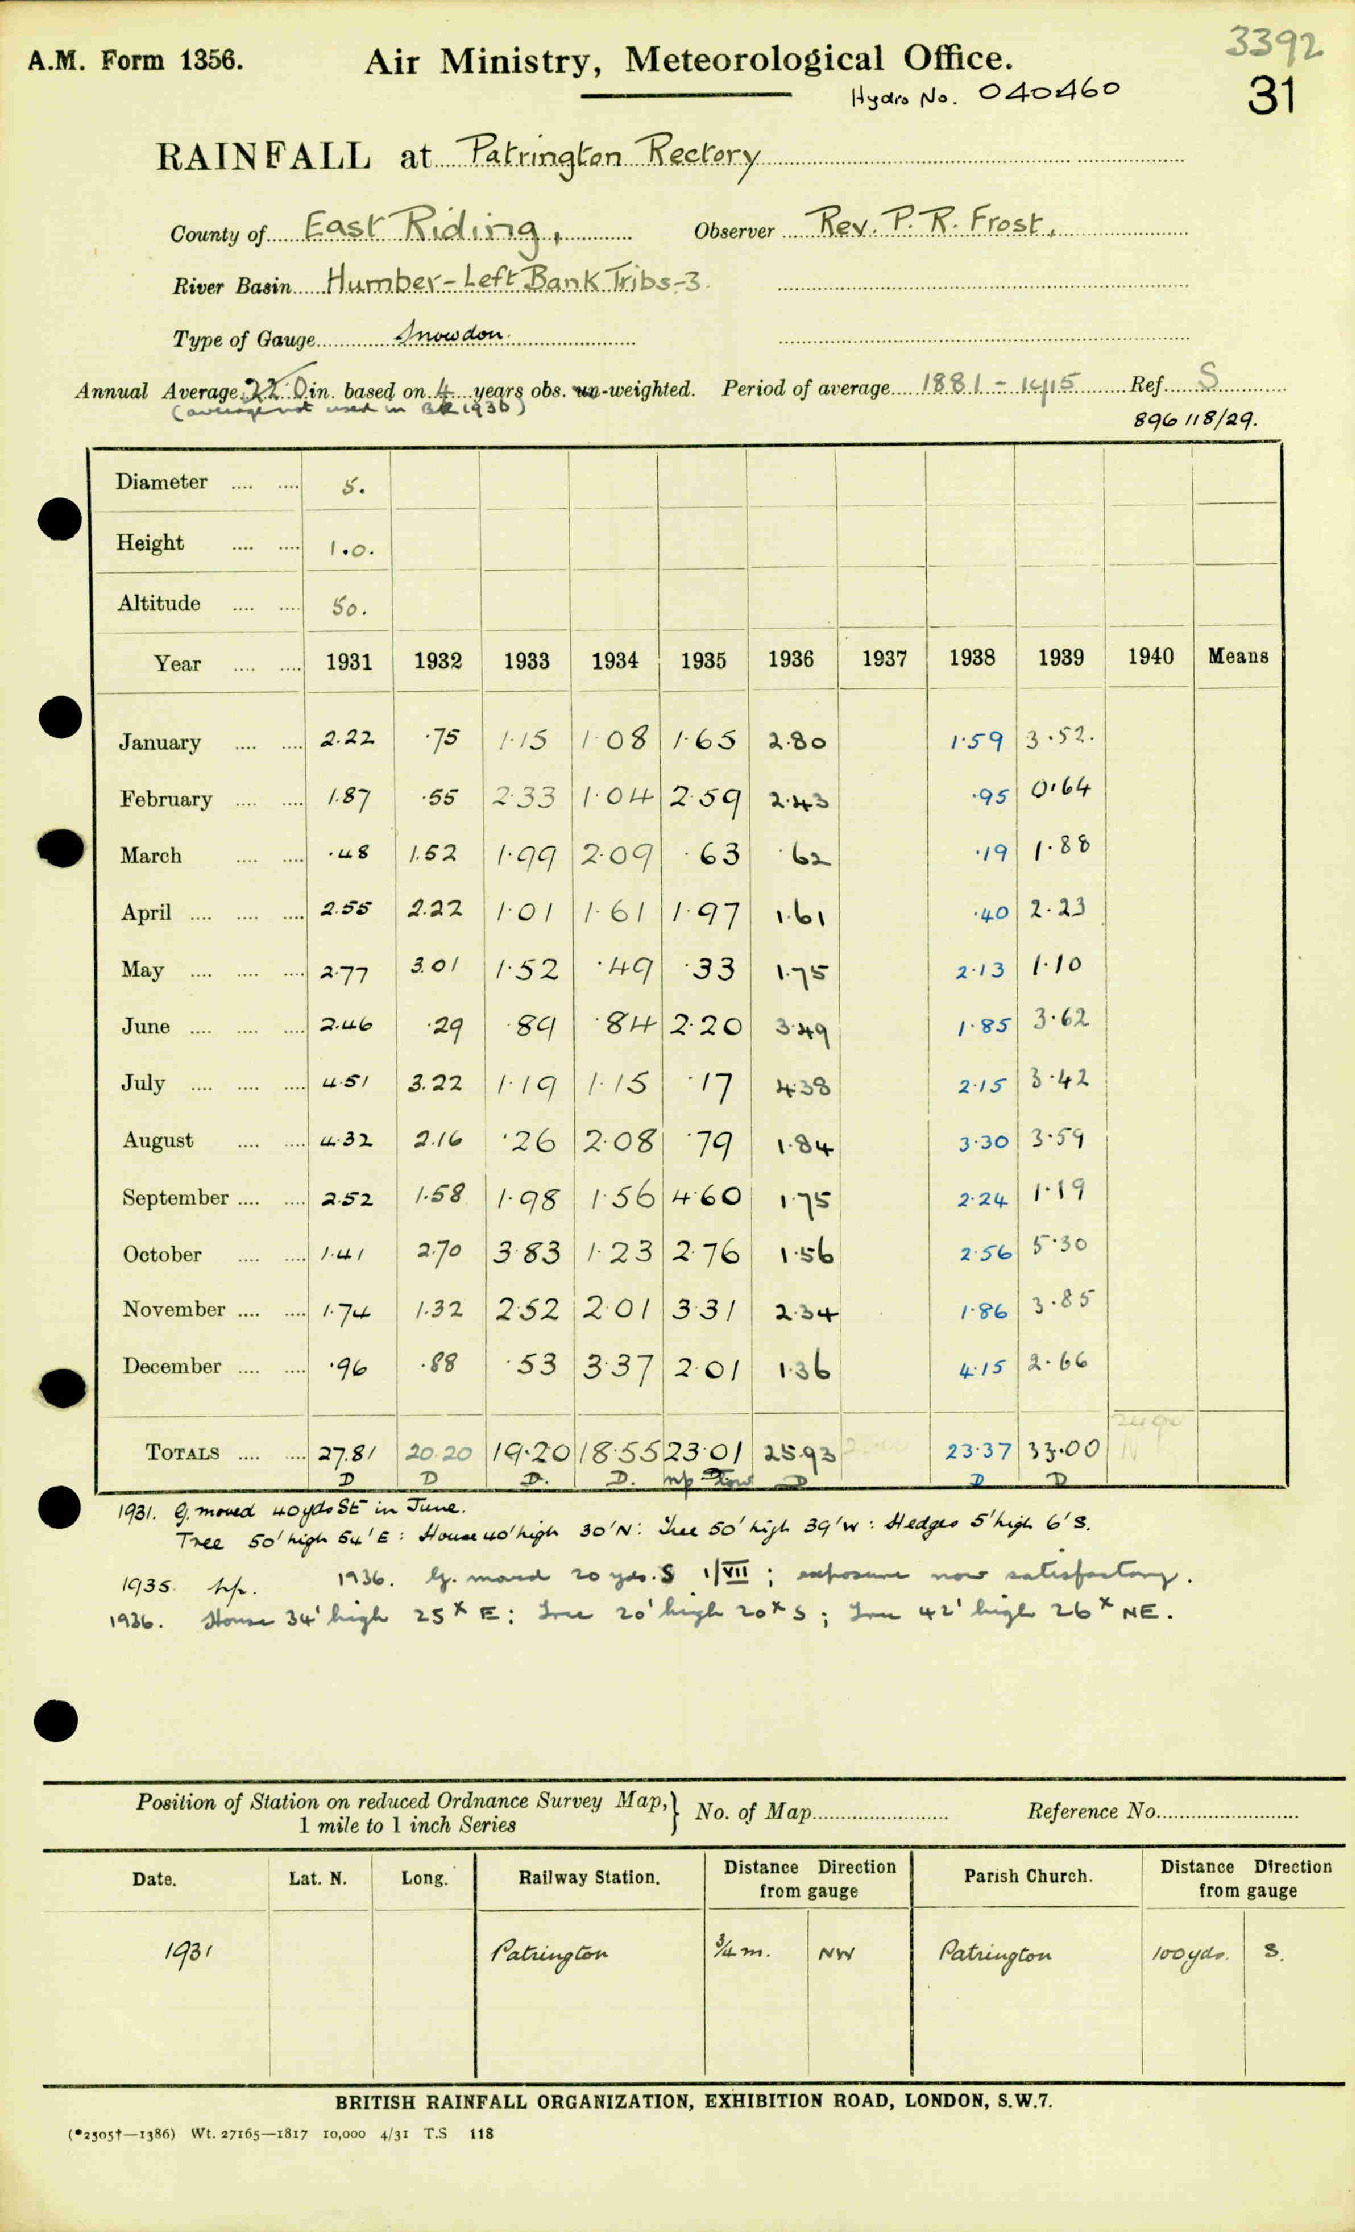 3392
A.M. Form 1356. Air Ministry, Meteorological Office.
Hydro No. 040460 31
RAINFALL at Patrington Rectory
County of East Riding, Observer Rev. P. R. Frost,
River Basin Humber-Left Bank Tribs-3.
Type of Gauge Snowdon.
Annual Average 22.0 in. based on 4 years obs. un-weighted. Period of average 1881 - 1915 Ref. S
(average not used in BR 1936) 896 118/29.
Diameter .... .... 5.
Height .... .... 1.0.
Altitude .... .... 50.
Year .... .... 1931 1932 1933 1934 1935 1936 1937 1938 1939 1940 Means
January .... .... 2.22 .75 1.15 1.08 1.65 2.80 1.59 3.52.
February .... .... 1.87 .55 2.33 1.04 2.59 2.43 .95 0.64
March .... .... .48 1.52 1.99 2.09 .63 .62 .19 1.88
April .... .... .... 2.55 2.22 1.01 1.61 1.97 1.61 .40 2.23
May .... .... .... 2.77 3.01 1.52 .49 .33 1.75 2.13 1.10
June .... .... .... 2.46 .29 .89 .84 2.20 3.49 1.85 3.62
July .... .... .... 4.51 3.22 1.19 1.15 .17 4.38 2.15 3.42
August .... .... 4.32 2.16 .26 2.08 .79 1.84 3.30 3.59
September .... .... 2.52 1.58 1.98 1.56 4.60 1.75 2.24 1.19
October .... .... 1.41 2.70 3.83 1.23 2.76 1.56 2.56 5.30
November .... .... 1.74 1.32 2.52 2.01 3.31 2.34 1.86 3.85
December .... .... .96 .88 .53 3.37 2.01 1.36 4.15 2.66
TOTALS .... .... 27.81 20.20 19.20 18.55 23.01 25.93 23.37 33.00
D D D. D. np D D D
1931. G. moved 40 yds SE in June.
Tree 50' high 54' E : House 40' high 30' N : Tree 50' high 39' W : Hedges 5' high 6' S.
1935. np. 1936. G. moved 20 yds. S 1/VII ; exposure now satisfactory.
1936. House 34' high 25x E ; Tree 20' high 20x S ; Tree 42' high 26x NE.
Position of Station on reduced Ordnance Survey Map,} No. of Map Reference No.
1 mile to 1 inch Series
Date. Lat. N. Long. Railway Station. Distance Direction from gauge Parish Church. Distance Direction from gauge
1931 Patrington 3/4 m. NW Patrington 100 yds. S.
BRITISH RAINFALL ORGANIZATION, EXHIBITION ROAD, LONDON, S.W.7.
(*2505†—1386) Wt. 27165—1817 10,000 4/31 T.S 118